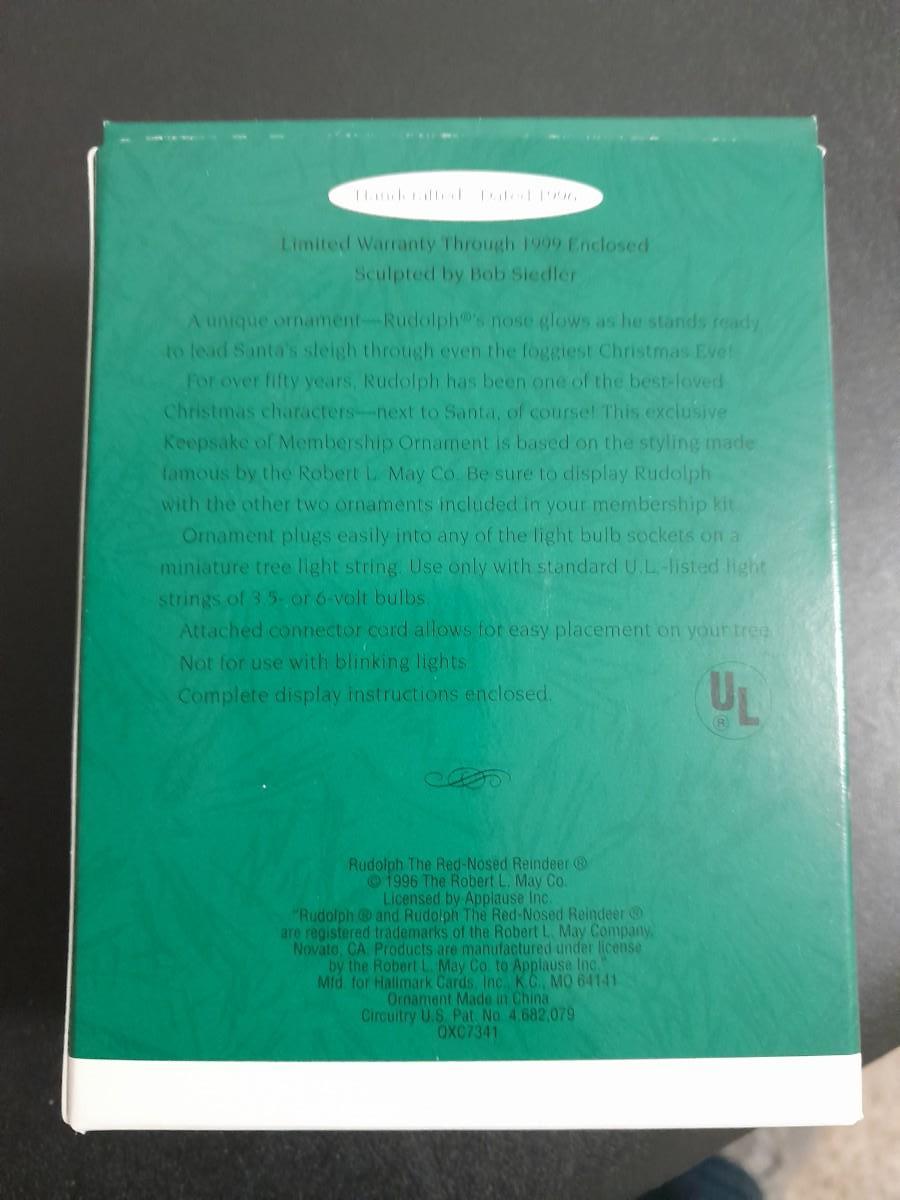 Handcrafted Dated 1996
Limited Warranty Through 1999 Enclosed
Sculpted by Bob Siedler
A unique ornament—Rudolph®'s nose glows as he stands ready
to lead Santa's sleigh through even the foggiest Christmas Eve!
For over fifty years, Rudolph has been one of the best-loved
Christmas characters—next to Santa, of course! This exclusive
Keepsake of Membership Ornament is based on the styling made
famous by the Robert L. May Co. Be sure to display Rudolph
with the other two ornaments included in your membership kit.
Ornament plugs easily into any of the light bulb sockets on a
miniature tree light string. Use only with standard U.L.-listed light
strings of 3.5- or 6-volt bulbs.
Attached connector cord allows for easy placement on your tree.
Not for use with blinking lights.
Complete display instructions enclosed.
UL
®
Rudolph The Red-Nosed Reindeer ®
© 1996 The Robert L. May Co.
Licensed by Applause Inc.
"Rudolph ® and Rudolph The Red-Nosed Reindeer ®
are registered trademarks of the Robert L. May Company,
Novato, CA. Products are manufactured under license
by the Robert L. May Co. to Applause Inc."
Mfd. for Hallmark Cards, Inc., K.C., MO 64141
Ornament Made in China
Circuitry U.S. Pat. No. 4,682,079
QXC7341